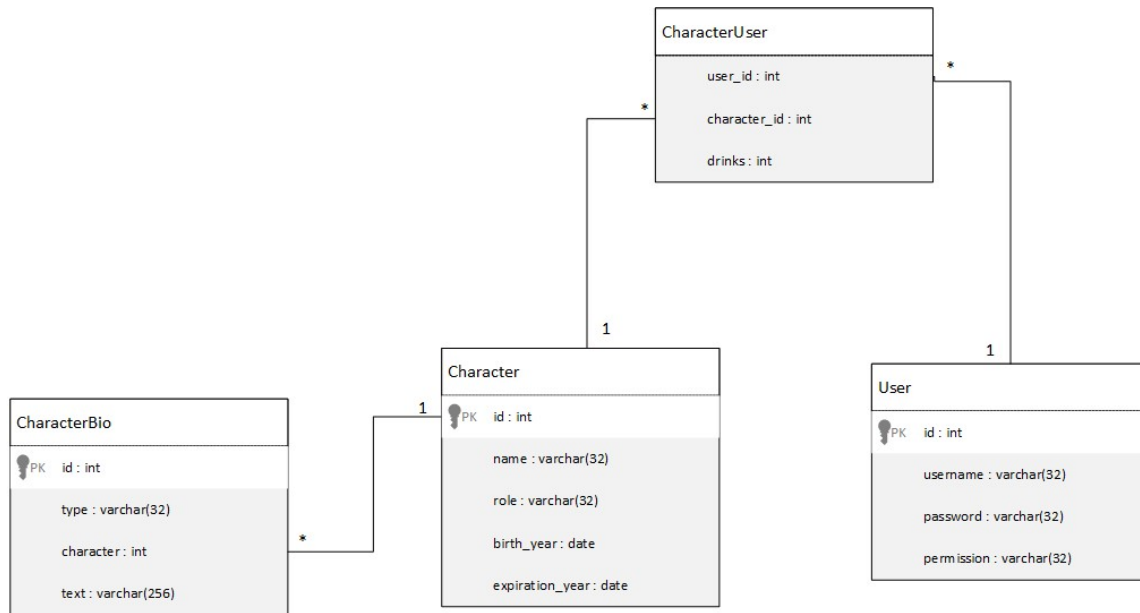 CharacterUser
user_id : int
character_id : int
drinks : int
*
*
1
1
Character
PK id : int
name : varchar(32)
role : varchar(32)
birth_year : date
expiration_year : date
User
PK id : int
username : varchar(32)
password : varchar(32)
permission : varchar(32)
1
*
CharacterBio
PK id : int
type : varchar(32)
character : int
text : varchar(256)